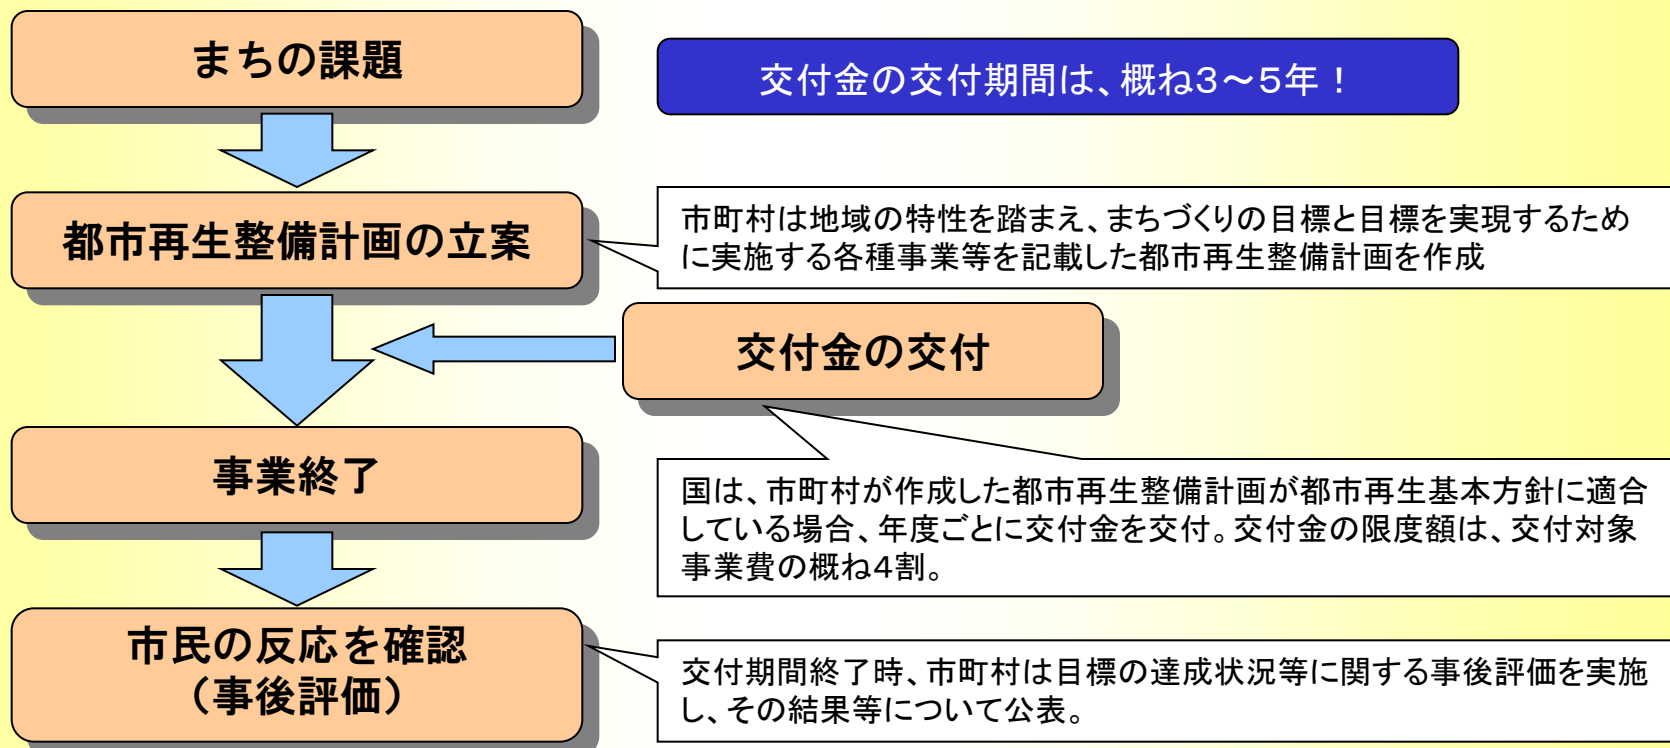 まちの課題
交付金の交付期間は、概ね3～5年！
都市再生整備計画の立案
市町村は地域の特性を踏まえ、まちづくりの目標と目標を実現するため
に実施する各種事業等を記載した都市再生整備計画を作成
交付金の交付
事業終了
国は、市町村が作成した都市再生整備計画が都市再生基本方針に適合
している場合、年度ごとに交付金を交付。交付金の限度額は、交付対象
事業費の概ね4割。
市民の反応を確認
（事後評価）
交付期間終了時、市町村は目標の達成状況等に関する事後評価を実施
し、その結果等について公表。